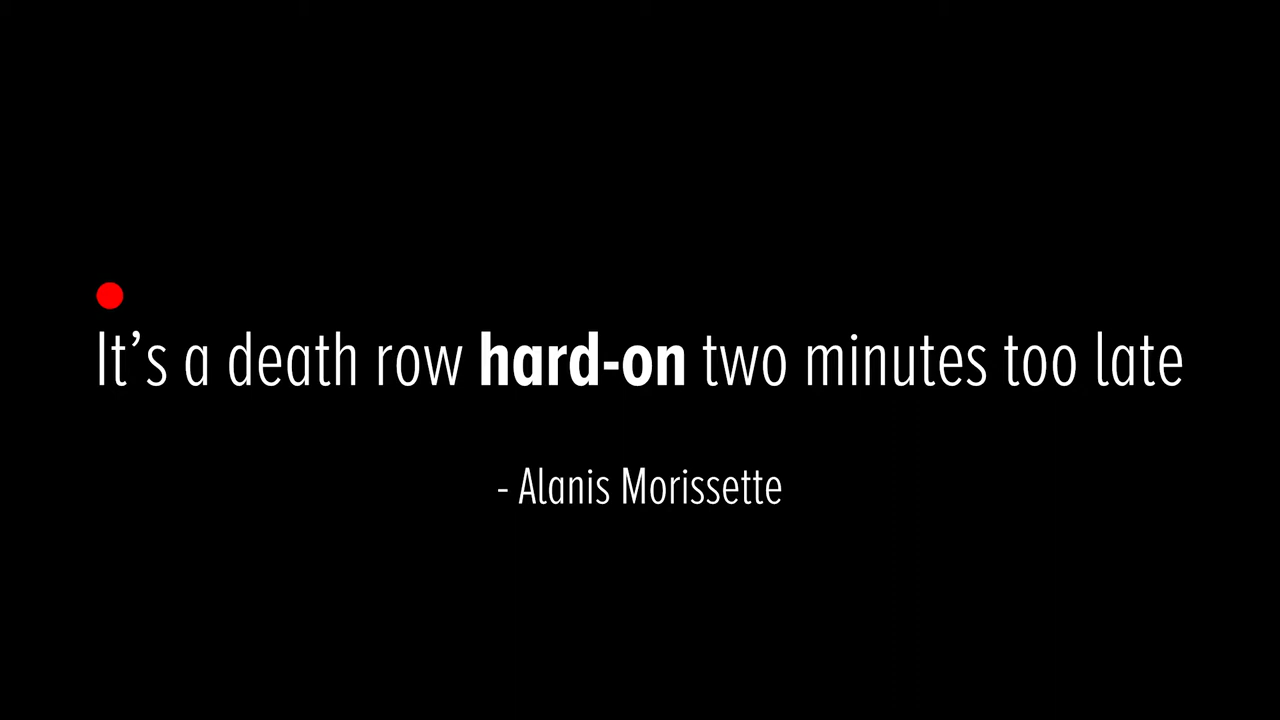 It’s a death row hard-on two minutes too late
- Alanis Morissette